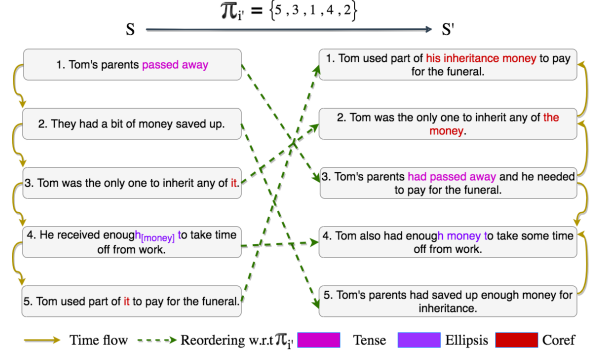 π_i' = {5 , 3 , 1 , 4 , 2}
S
S'
1. Tom's parents passed away
2. They had a bit of money saved up.
3. Tom was the only one to inherit any of it.
4. He received enough[money] to take time
off from work.
5. Tom used part of it to pay for the funeral.
1. Tom used part of his inheritance money to pay
for the funeral.
2. Tom was the only one to inherit any of the
money.
3. Tom's parents had passed away and he needed
to pay for the funeral.
4. Tom also had enough money to take some time
off from work.
5. Tom's parents had saved up enough money for
inheritance.
Time flow
Reordering w.r.t π_i'
Tense
Ellipsis
Coref